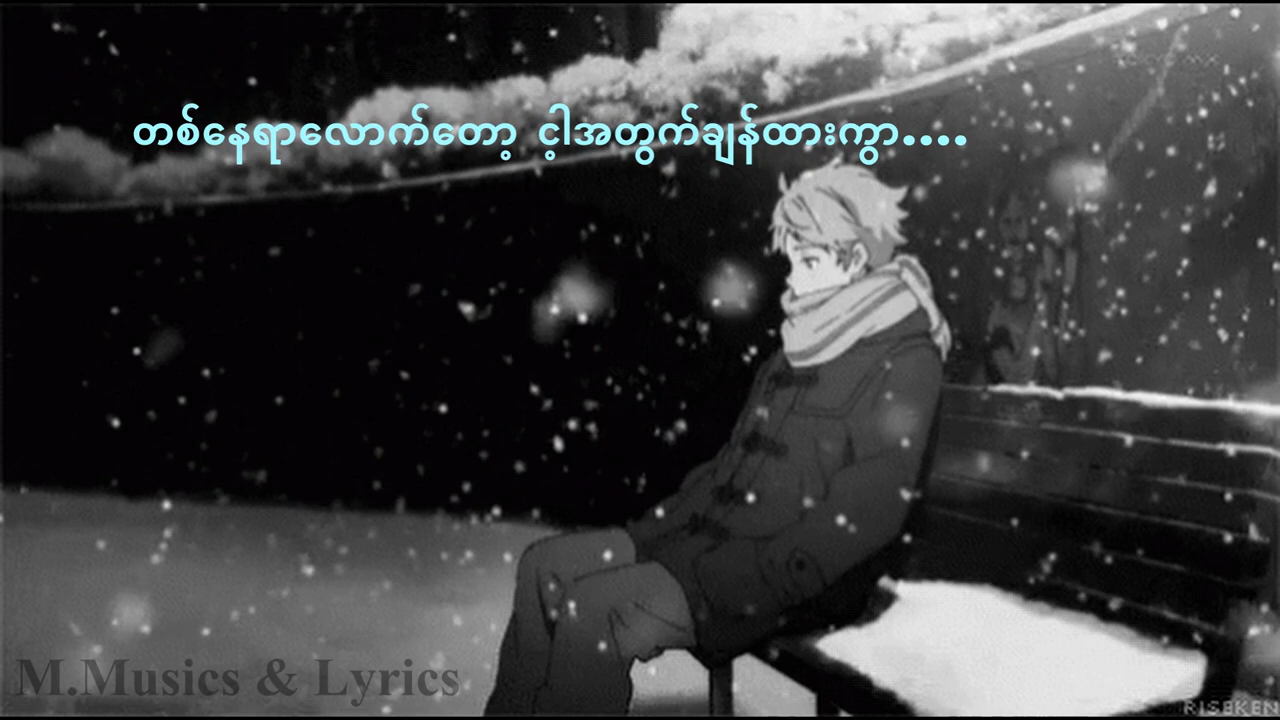 တစ်နေရာလောက်တော့ ငှါအတွက်ချန်ထားကွာ....
M.Musics & Lyrics
RISEKEN